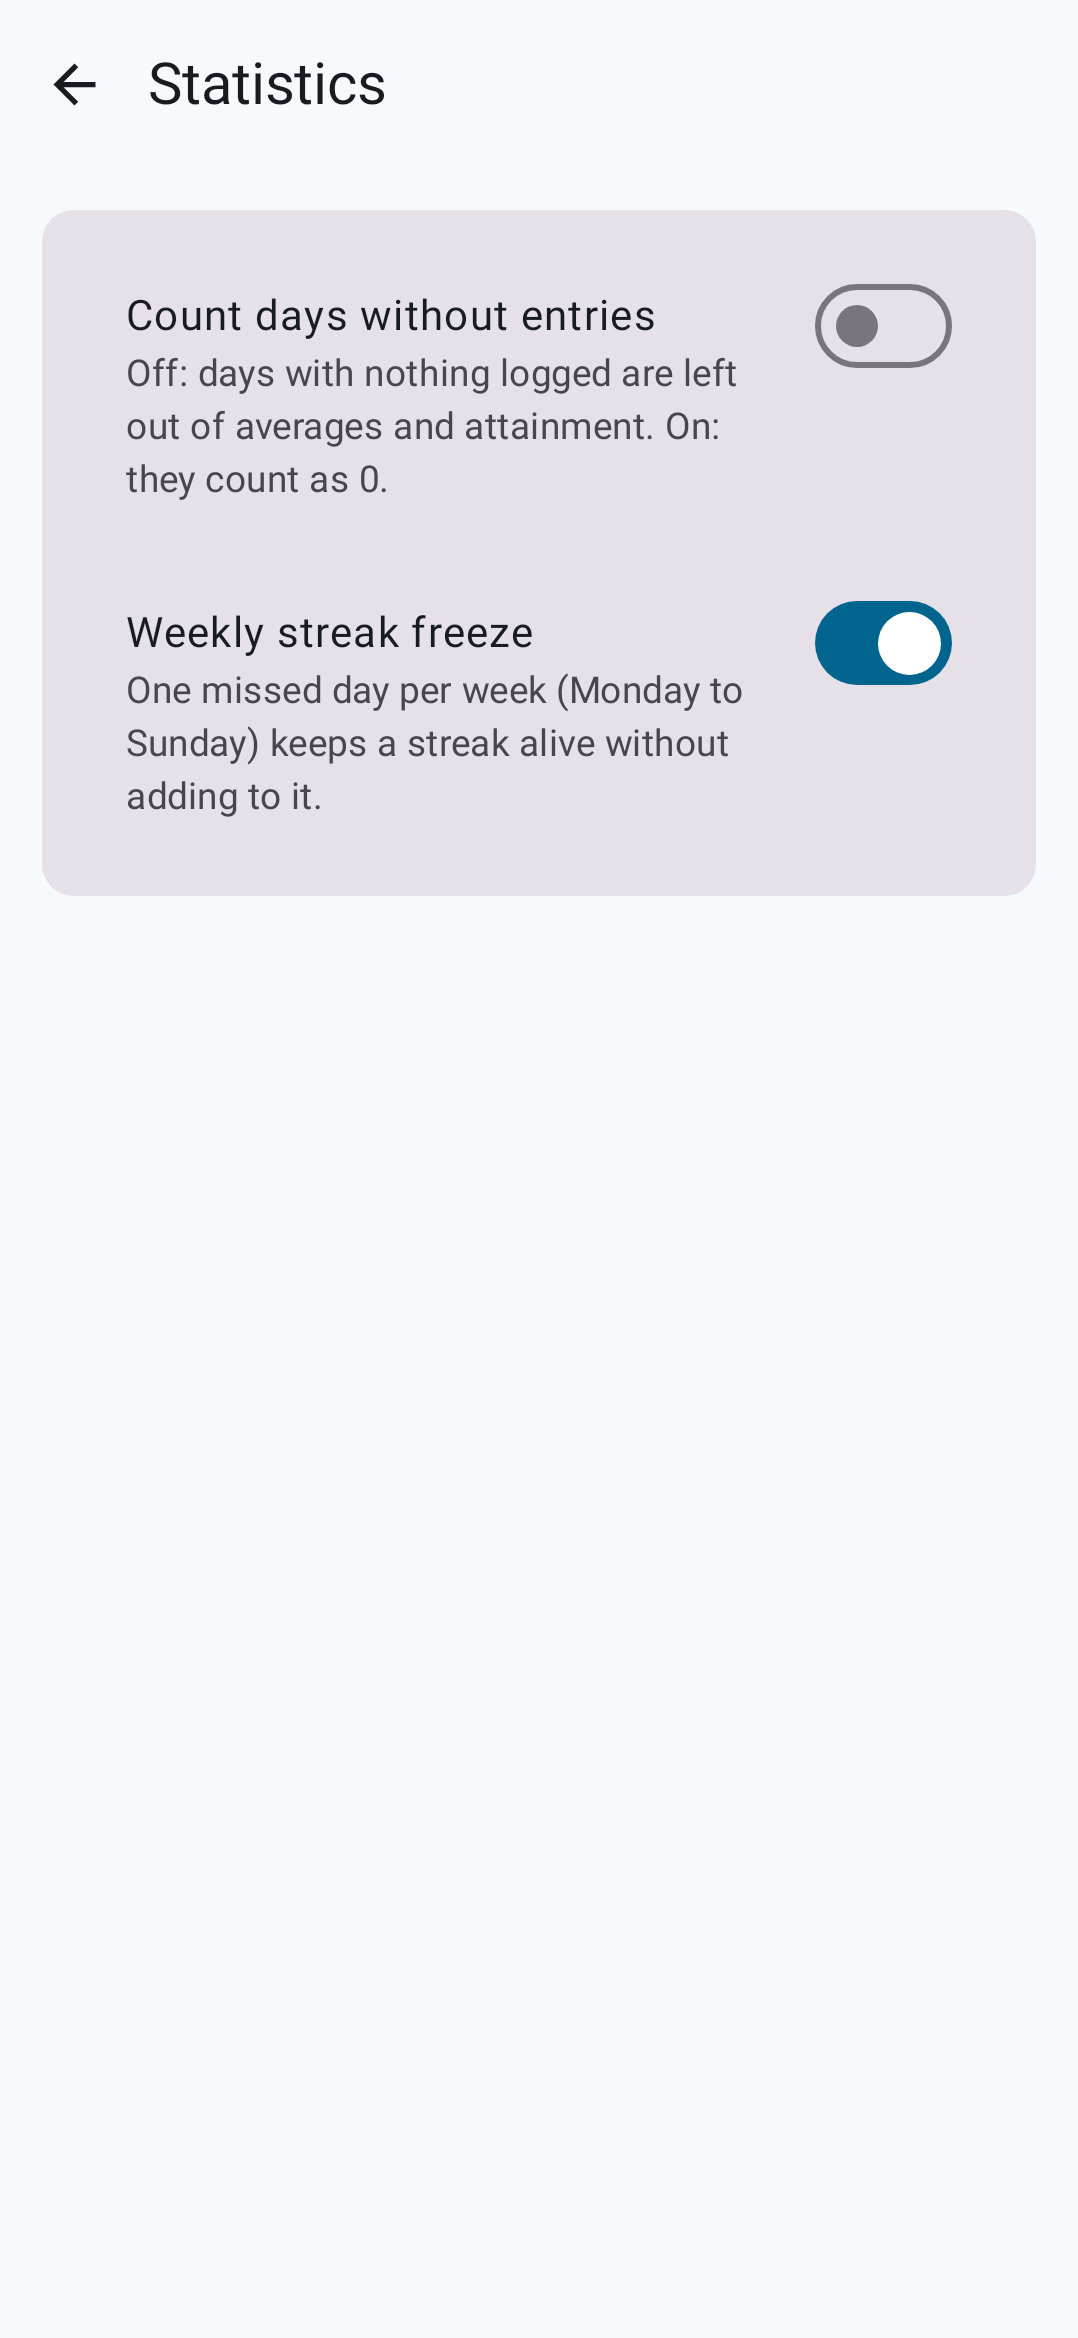 Statistics
Count days without entries
Off: days with nothing logged are left
out of averages and attainment. On:
they count as 0.
Weekly streak freeze
One missed day per week (Monday to
Sunday) keeps a streak alive without
adding to it.